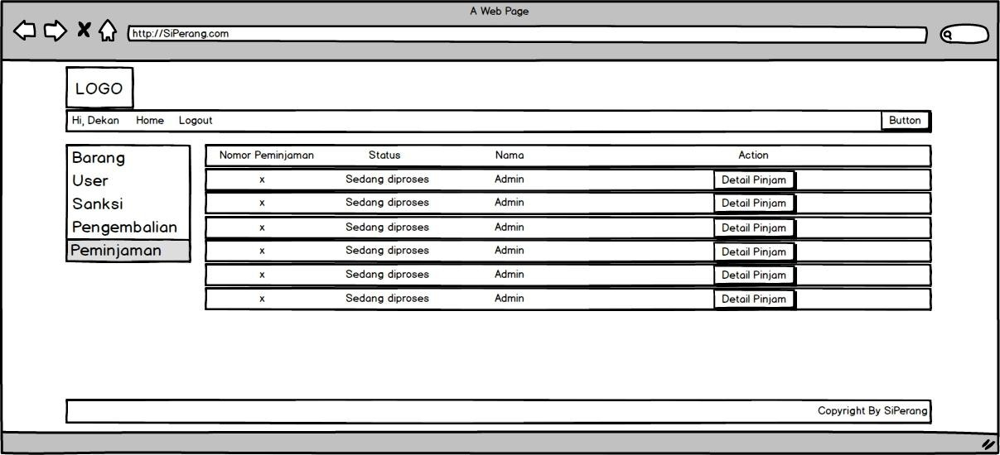 A Web Page
http://SiPerang.com
LOGO
Hi, Dekan Home Logout Button
Barang
User
Sanksi
Pengembalian
Peminjaman
Nomor Peminjaman Status Nama Action
x Sedang diproses Admin Detail Pinjam
x Sedang diproses Admin Detail Pinjam
x Sedang diproses Admin Detail Pinjam
x Sedang diproses Admin Detail Pinjam
x Sedang diproses Admin Detail Pinjam
x Sedang diproses Admin Detail Pinjam
Copyright By SiPerang